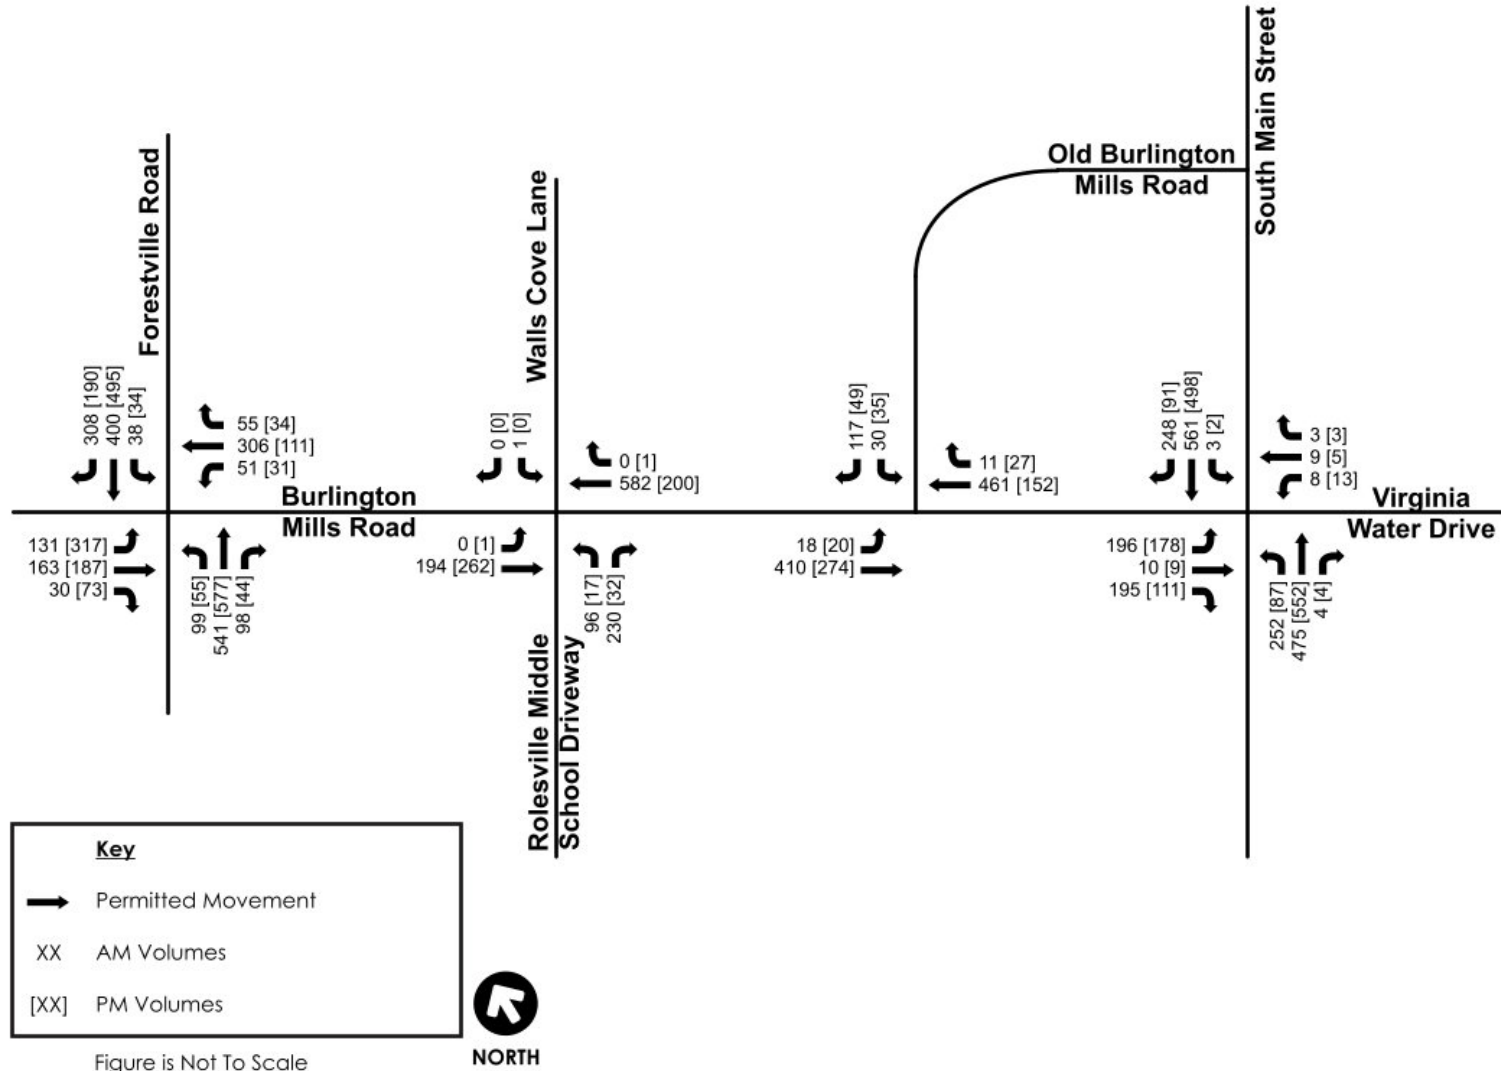 South Main Street
Old Burlington
Mills Road
Forestville Road
Walls Cove Lane
308 [190]
400 [495]
38 [34]
55 [34]
306 [111]
51 [31]
0 [0]
1 [0]
0 [1]
582 [200]
117 [49]
30 [35]
11 [27]
461 [152]
248 [91]
561 [498]
3 [2]
3 [3]
9 [5]
8 [13]
Burlington
Mills Road
Virginia
Water Drive
131 [317]
163 [187]
30 [73]
99 [55]
541 [577]
98 [44]
0 [1]
194 [262]
96 [17]
230 [32]
18 [20]
410 [274]
196 [178]
10 [9]
195 [111]
252 [87]
475 [552]
4 [4]
Rolesville Middle
School Driveway
Key
Permitted Movement
XX AM Volumes
[XX] PM Volumes
Figure is Not To Scale
NORTH